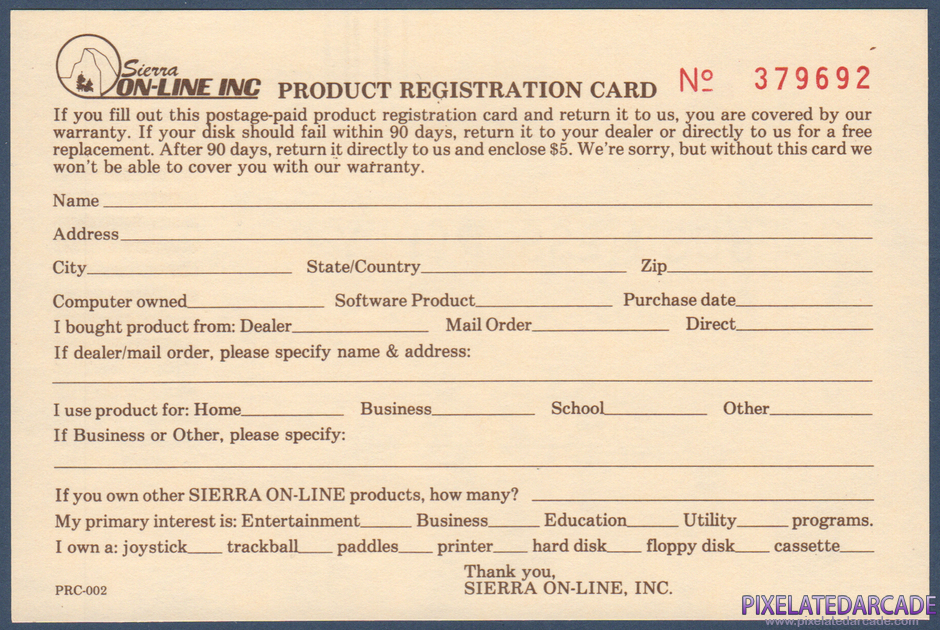 Sierra
ON-LINE INC PRODUCT REGISTRATION CARD Nº 379692
If you fill out this postage-paid product registration card and return it to us, you are covered by our
warranty. If your disk should fail within 90 days, return it to your dealer or directly to us for a free
replacement. After 90 days, return it directly to us and enclose $5. We're sorry, but without this card we
won't be able to cover you with our warranty.
Name
Address
City State/Country Zip
Computer owned Software Product Purchase date
I bought product from: Dealer Mail Order Direct
If dealer/mail order, please specify name & address:
I use product for: Home Business School Other
If Business or Other, please specify:
If you own other SIERRA ON-LINE products, how many?
My primary interest is: Entertainment Business Education Utility programs.
I own a: joystick trackball paddles printer hard disk floppy disk cassette
Thank you,
PRC-002 SIERRA ON-LINE, INC.
PIXELATEDARCADE
www.pixelatedarcade.com